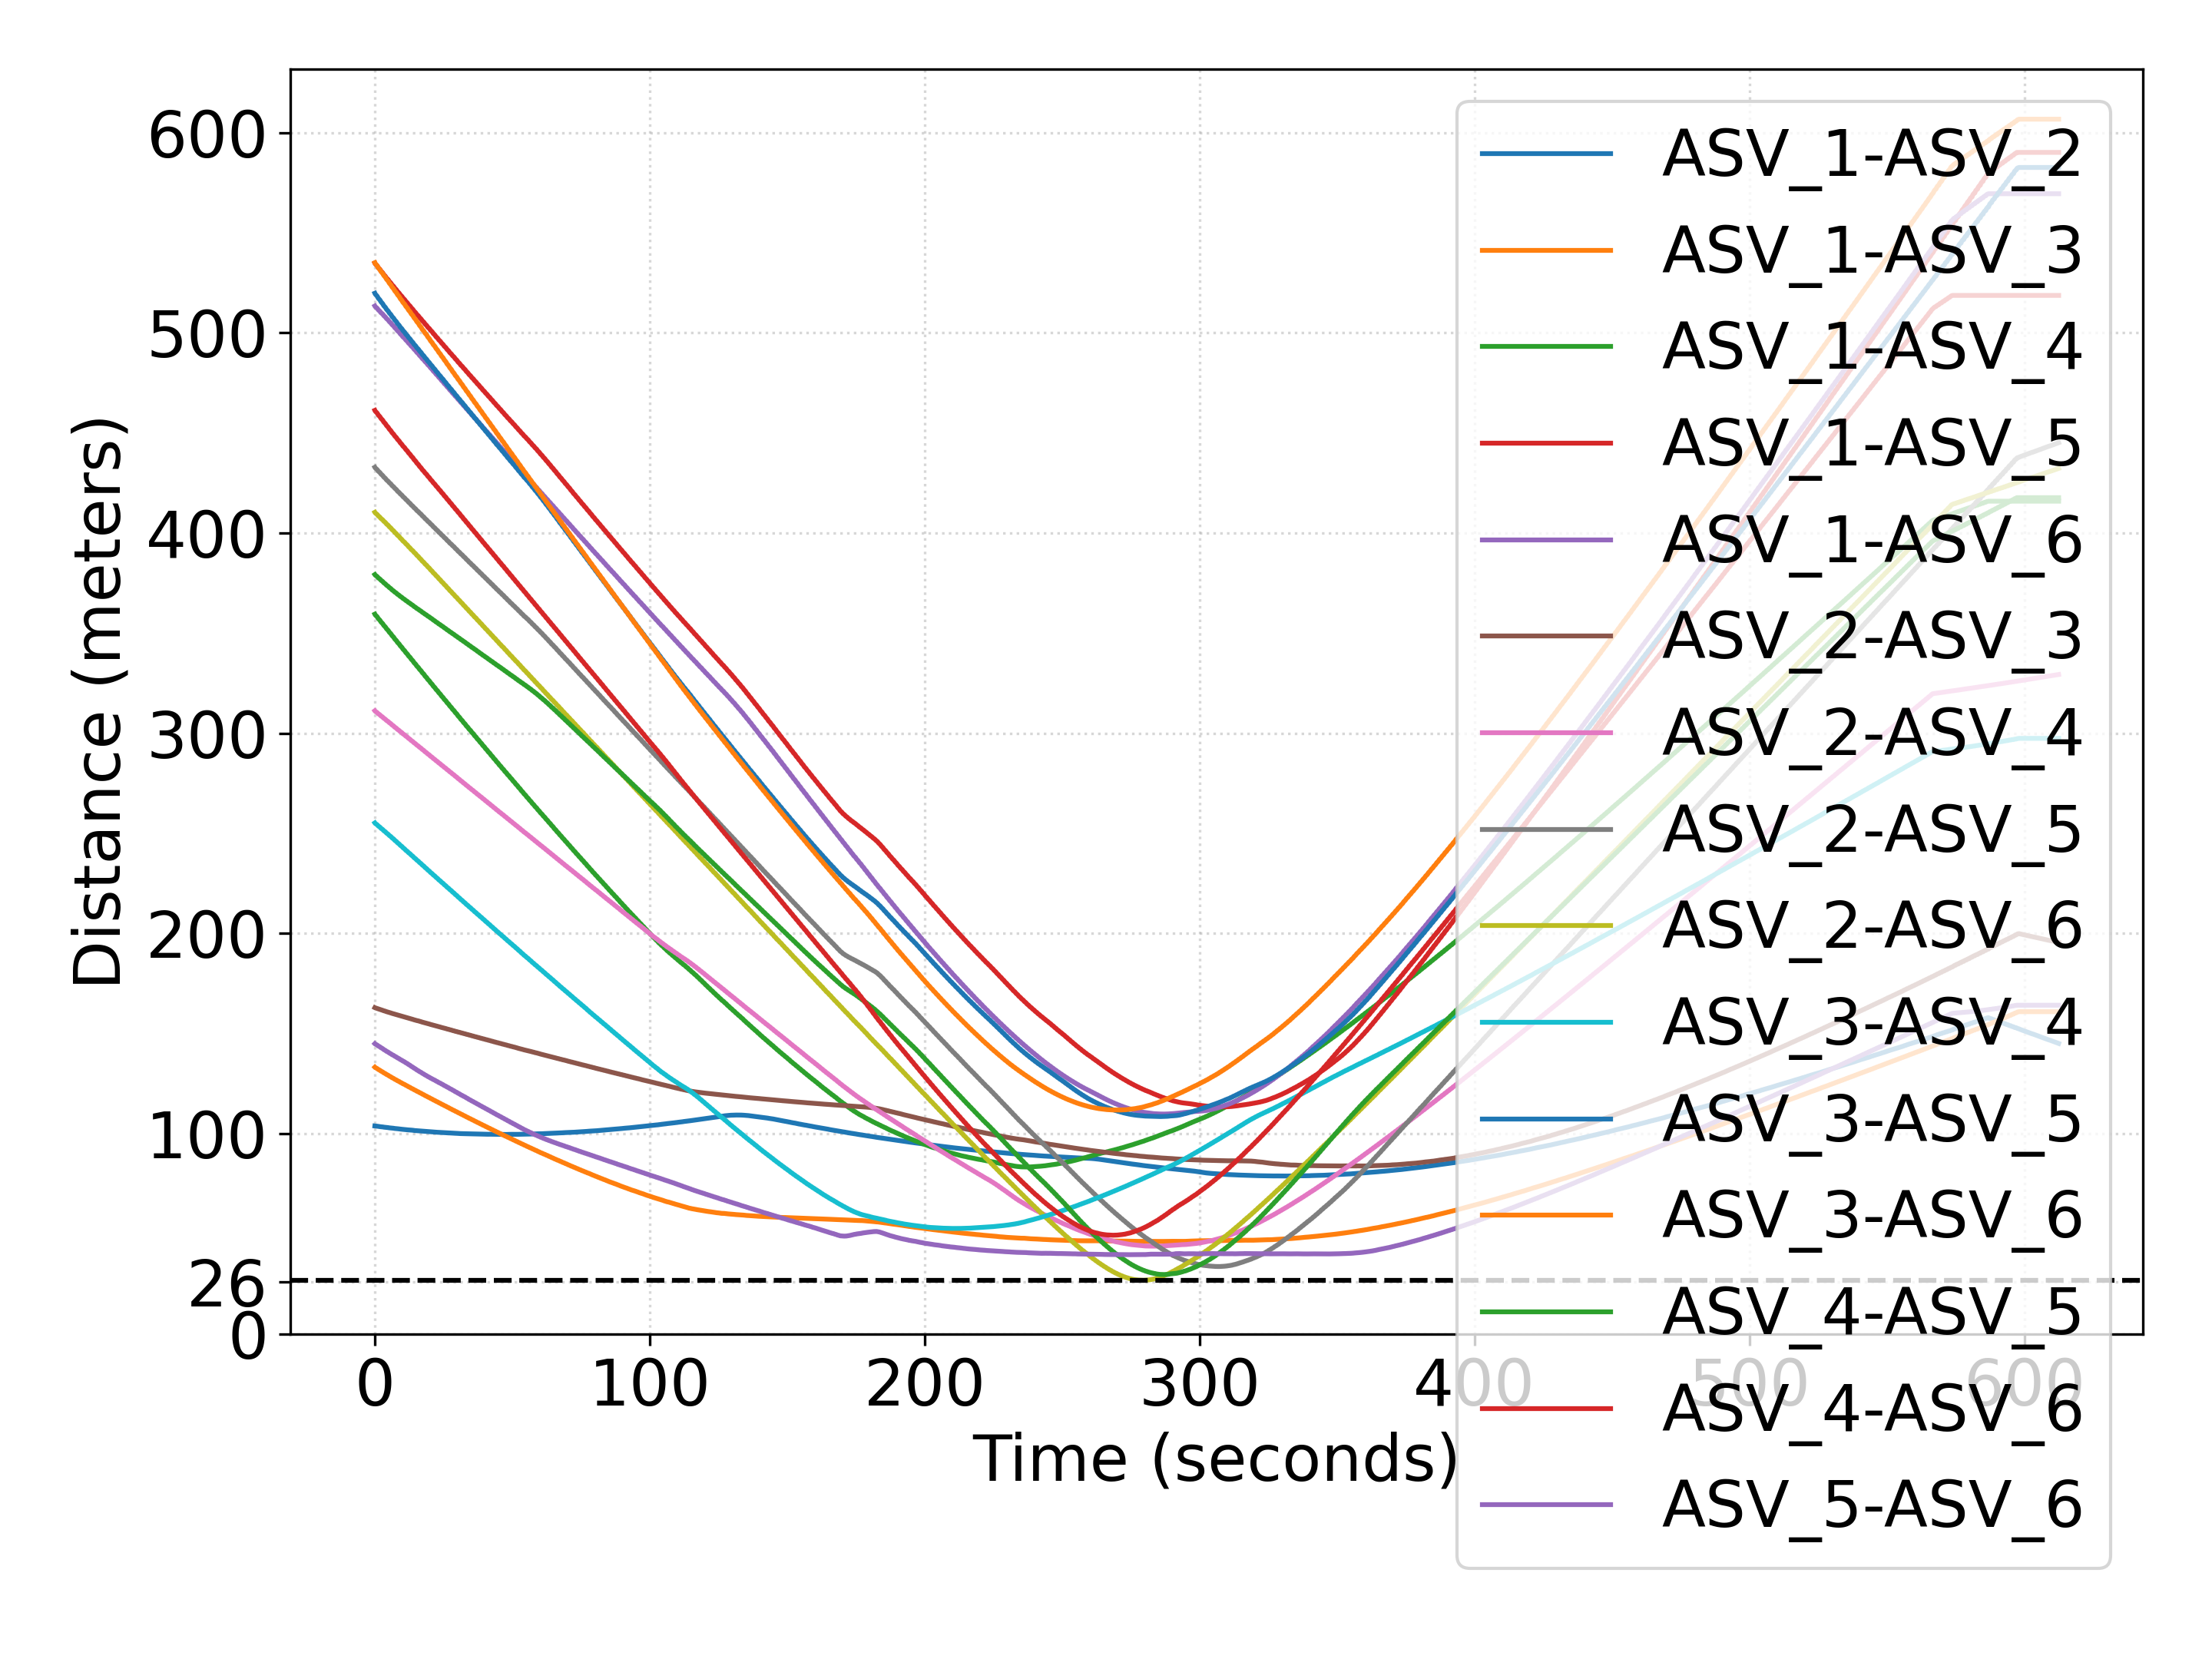 600
500
400
300
200
100
26
0
Distance (meters)
0 100 200 300 400 500 600
Time (seconds)
ASV_1-ASV_2
ASV_1-ASV_3
ASV_1-ASV_4
ASV_1-ASV_5
ASV_1-ASV_6
ASV_2-ASV_3
ASV_2-ASV_4
ASV_2-ASV_5
ASV_2-ASV_6
ASV_3-ASV_4
ASV_3-ASV_5
ASV_3-ASV_6
ASV_4-ASV_5
ASV_4-ASV_6
ASV_5-ASV_6